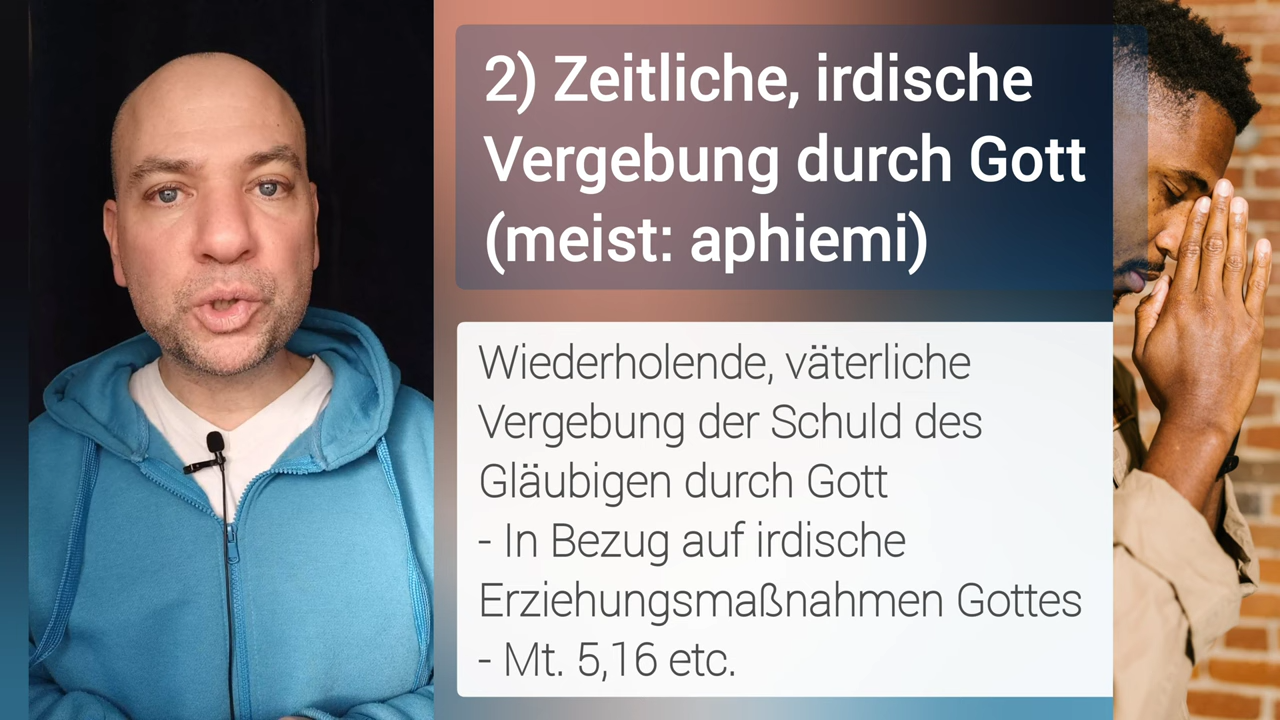 2) Zeitliche, irdische
Vergebung durch Gott
(meist: aphiemi)
Wiederholende, väterliche
Vergebung der Schuld des
Gläubigen durch Gott
- In Bezug auf irdische
Erziehungsmaßnahmen Gottes
- Mt. 5,16 etc.